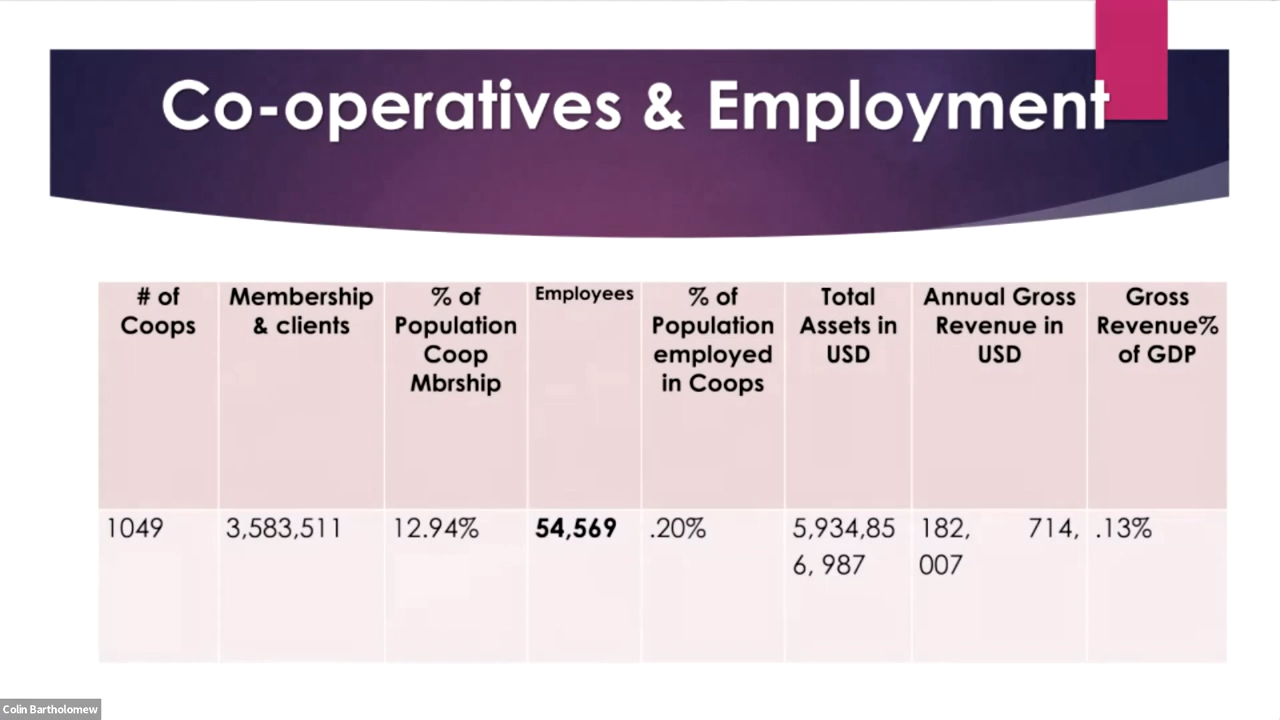 Co-operatives & Employment
# of
Coops
Membership
& clients
% of
Population
Coop
Mbrship
Employees
% of
Population
employed
in Coops
Total
Assets in
USD
Annual Gross
Revenue in
USD
Gross
Revenue%
of GDP
1049
3,583,511
12.94%
54,569
.20%
5,934,85
6, 987
182, 714,
007
.13%
Colin Bartholomew